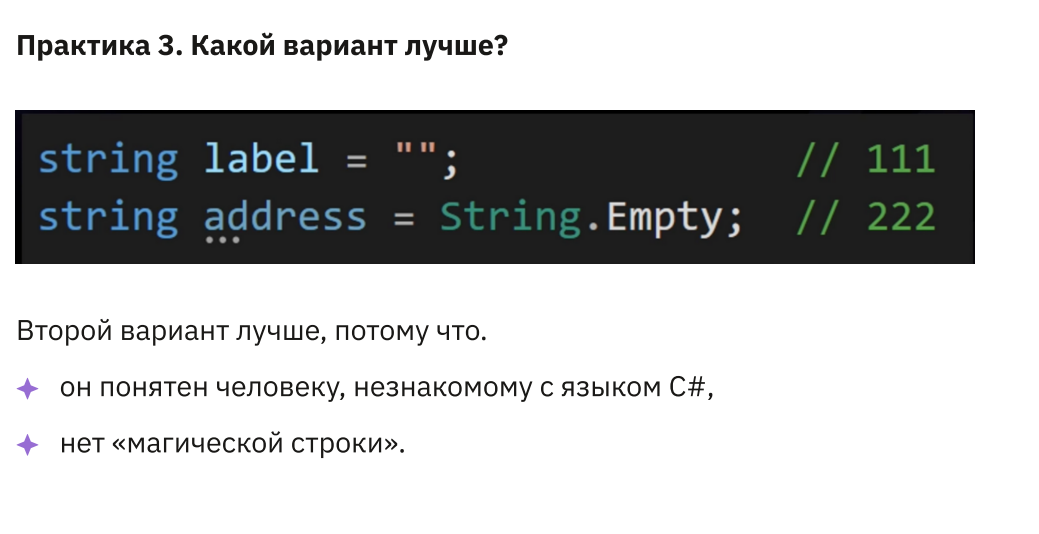 Практика 3. Какой вариант лучше?
string label = ""; // 111
string address = String.Empty; // 222
Второй вариант лучше, потому что.
он понятен человеку, незнакомому с языком C#,
нет «магической строки».